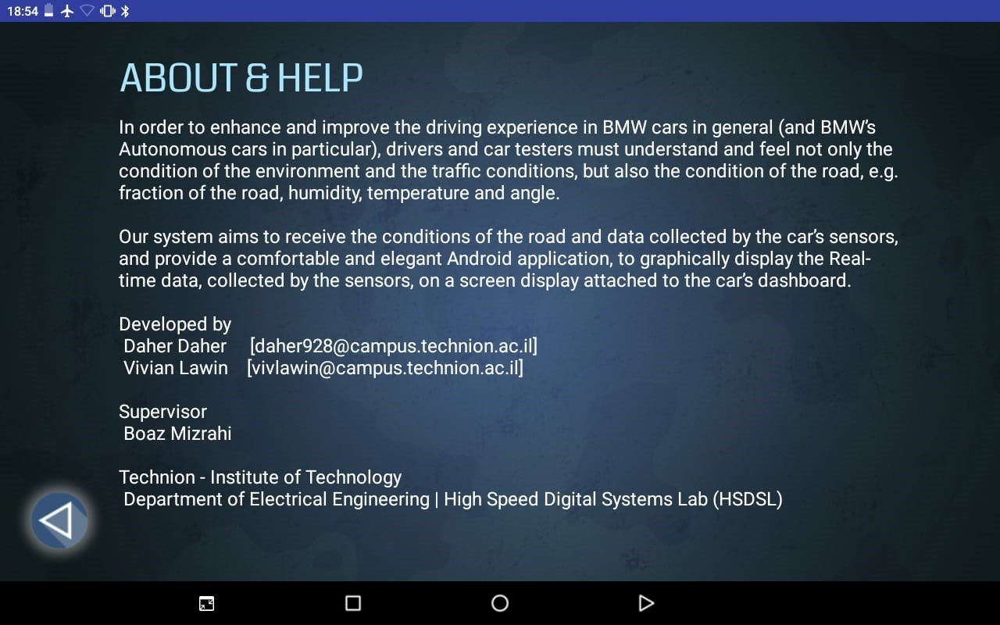 18:54
ABOUT & HELP
In order to enhance and improve the driving experience in BMW cars in general (and BMW's
Autonomous cars in particular), drivers and car testers must understand and feel not only the
condition of the environment and the traffic conditions, but also the condition of the road, e.g.
fraction of the road, humidity, temperature and angle.
Our system aims to receive the conditions of the road and data collected by the car's sensors,
and provide a comfortable and elegant Android application, to graphically display the Real-
time data, collected by the sensors, on a screen display attached to the car's dashboard.
Developed by
Daher Daher [daher928@campus.technion.ac.il]
Vivian Lawin [vivlawin@campus.technion.ac.il]
Supervisor
Boaz Mizrahi
Technion - Institute of Technology
Department of Electrical Engineering | High Speed Digital Systems Lab (HSDSL)